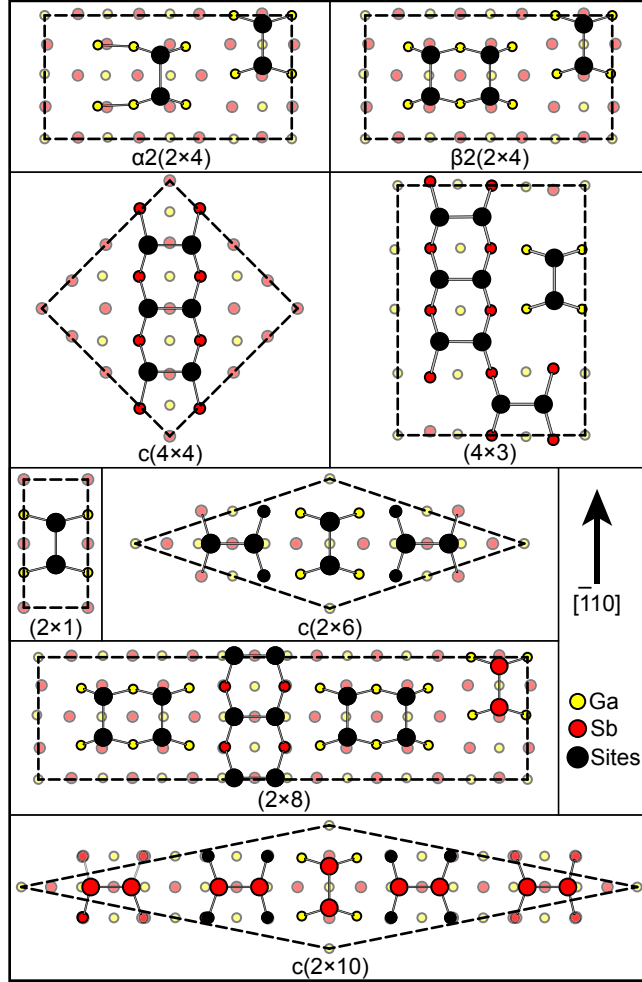 α2(2×4)
β2(2×4)
c(4×4)
(4×3)
(2×1)
c(2×6)
[1̄10]
(2×8)
Ga
Sb
Sites
c(2×10)